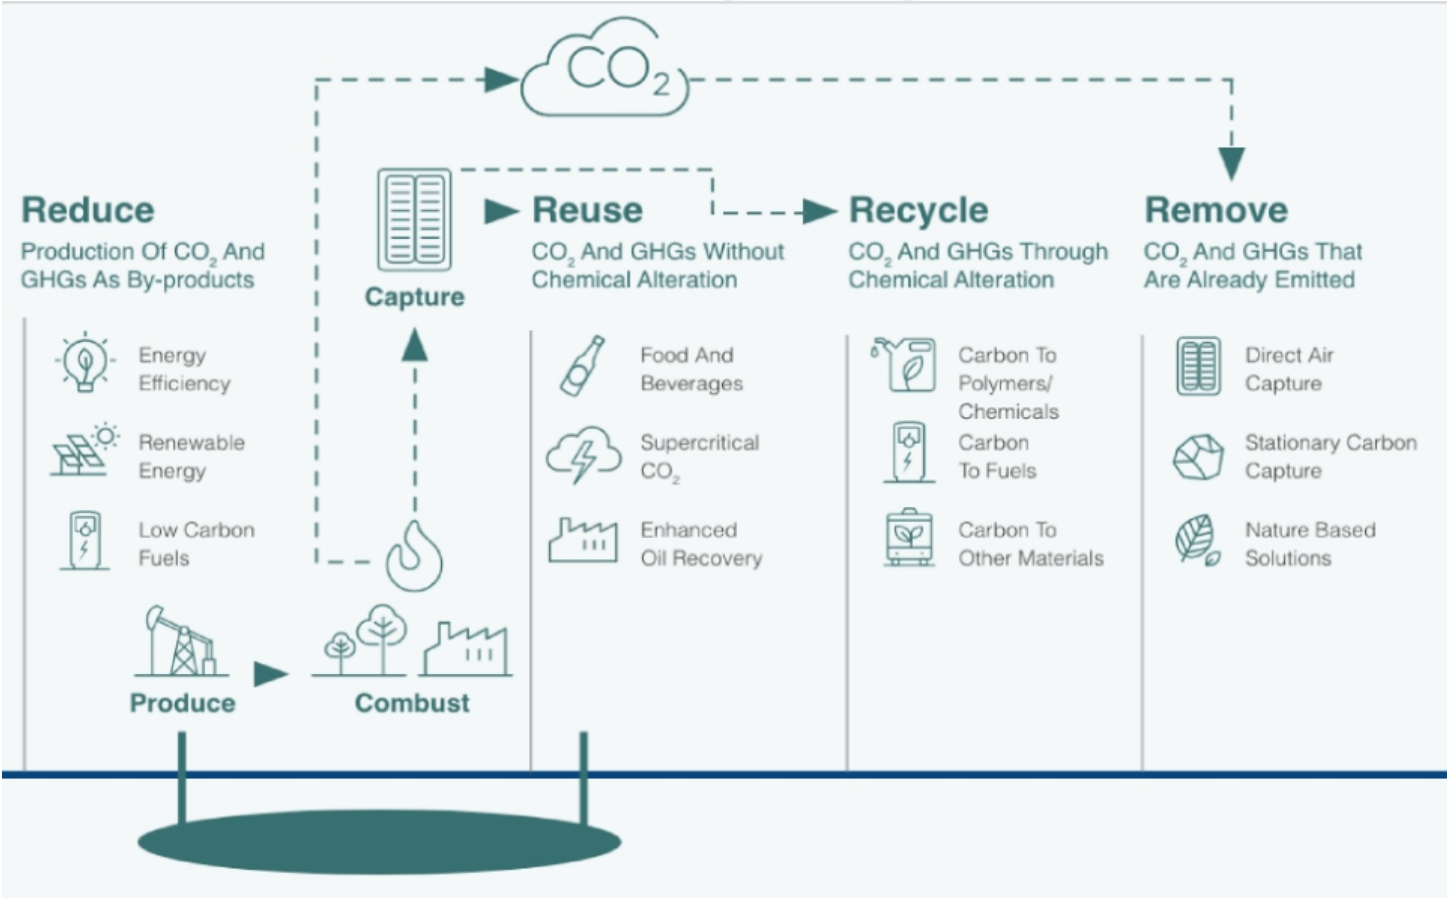 CO₂
Reduce
Production Of CO₂ And
GHGs As By-products
Energy
Efficiency
Renewable
Energy
Low Carbon
Fuels
Produce
Capture
Combust
Reuse
CO₂ And GHGs Without
Chemical Alteration
Food And
Beverages
Supercritical
CO₂
Enhanced
Oil Recovery
Recycle
CO₂ And GHGs Through
Chemical Alteration
Carbon To
Polymers/
Chemicals
Carbon
To Fuels
Carbon To
Other Materials
Remove
CO₂ And GHGs That
Are Already Emitted
Direct Air
Capture
Stationary Carbon
Capture
Nature Based
Solutions